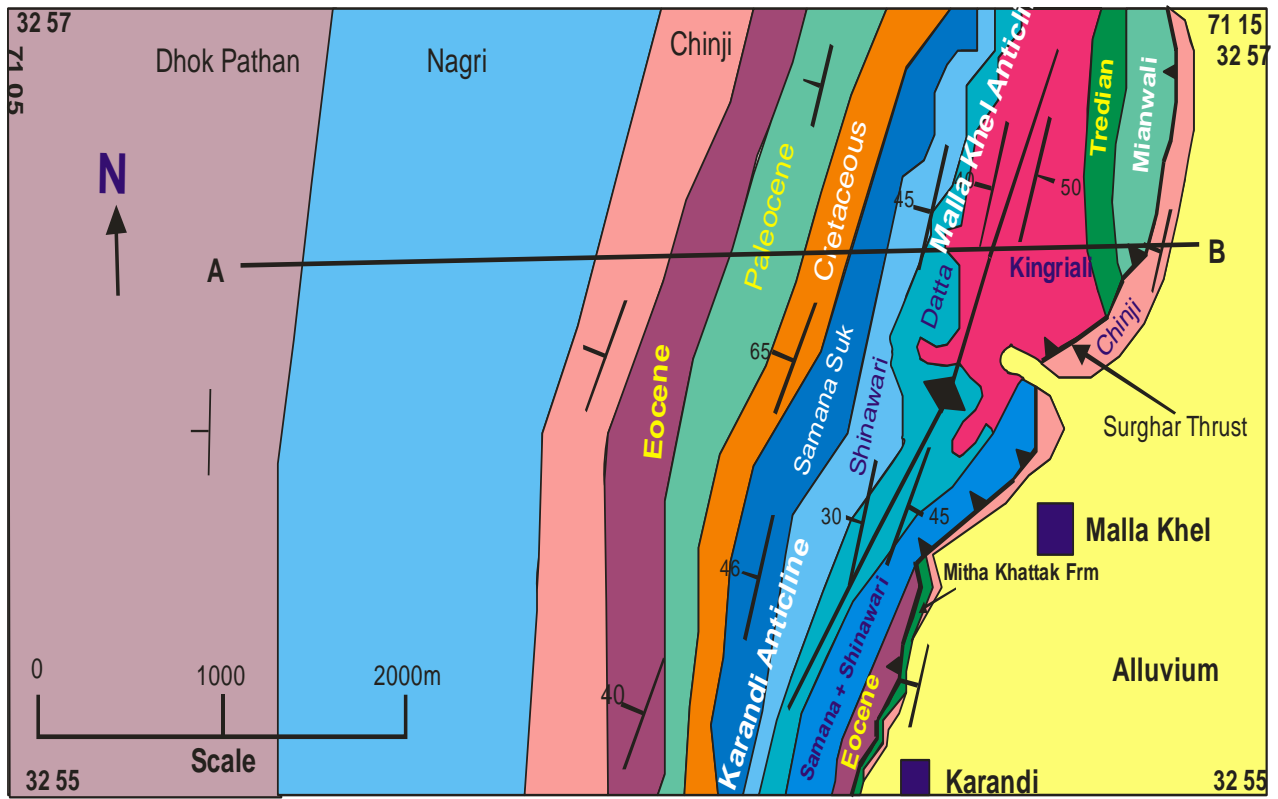 32 57
71 15
32 57
71 05
Dhok Pathan
Nagri
Chinji
Malla Khel Anticline
Tredian
Mianwali
N
Paleocene
Cretaceous
45
50
A
B
Kingriali
Datta
Chinji
65
Eocene
Samana Suk
Shinawari
Surghar Thrust
30
45
Malla Khel
46
Mitha Khattak Frm
Karandi Anticline
Samana + Shinawari
Eocene
Alluvium
0
1000
2000m
40
Scale
32 55
Karandi
32 55